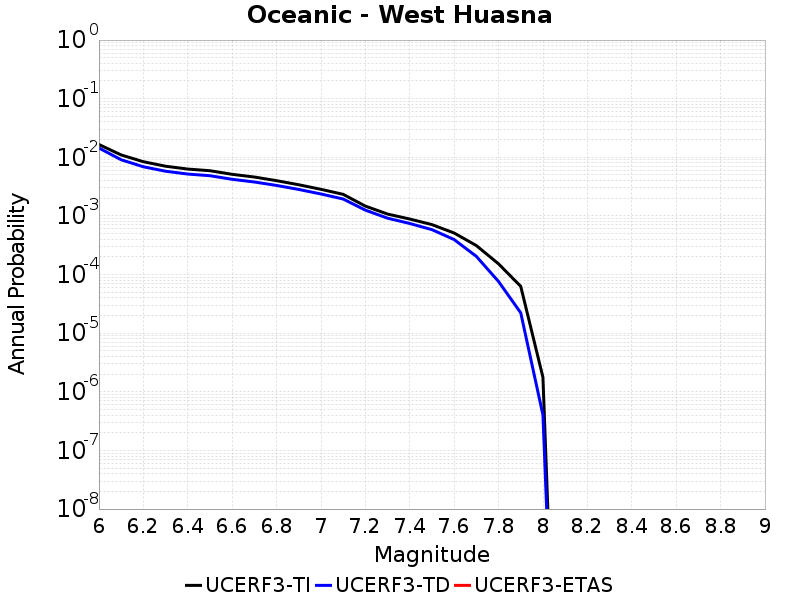 Oceanic - West Huasna
10^0
10^-1
10^-2
10^-3
10^-4
10^-5
10^-6
10^-7
10^-8
Annual Probability
6 6.2 6.4 6.6 6.8 7 7.2 7.4 7.6 7.8 8 8.2 8.4 8.6 8.8 9
Magnitude
UCERF3-TI UCERF3-TD UCERF3-ETAS